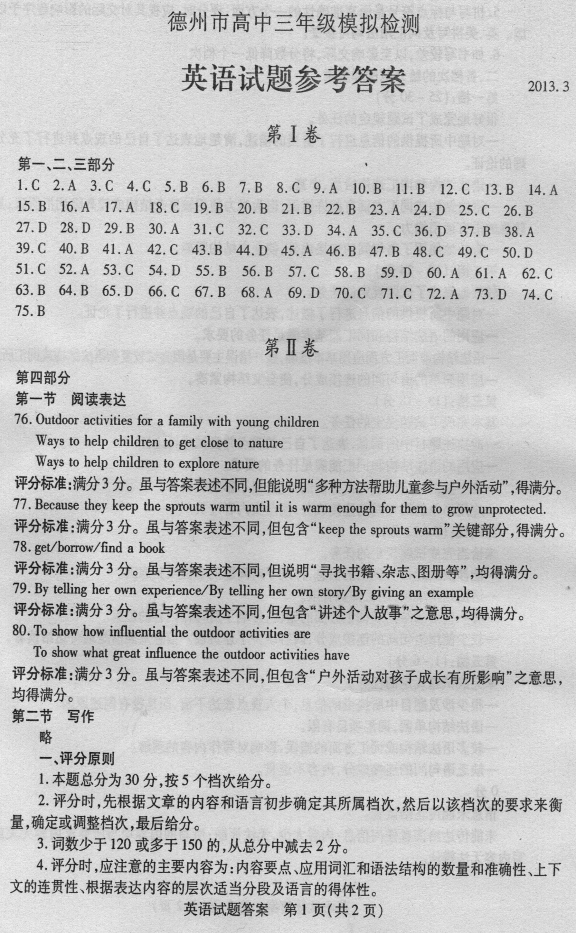 德州市高中三年级模拟检测
英语试题参考答案
2013.3
第Ⅰ卷
第一、二、三部分
1.C 2.A 3.C 4.C 5.B 6.B 7.B 8.C 9.A 10.B 11.B 12.C 13.B 14.A
15.B 16.A 17.A 18.C 19.B 20.B 21.B 22.B 23.A 24.D 25.C 26.B
27.D 28.D 29.B 30.A 31.C 32.C 33.D 34.A 35.C 36.D 37.B 38.A
39.C 40.B 41.A 42.C 43.B 44.D 45.A 46.B 47.B 48.C 49.C 50.D
51.C 52.A 53.C 54.D 55.B 56.B 57.C 58.B 59.D 60.A 61.A 62.C
63.B 64.B 65.D 66.C 67.B 68.A 69.D 70.C 71.C 72.A 73.D 74.C
75.B
第Ⅱ卷
第四部分
第一节 阅读表达
76. Outdoor activities for a family with young children
Ways to help children to get close to nature
Ways to help children to explore nature
评分标准:满分3分。虽与答案表述不同,但能说明“多种方法帮助儿童参与户外活动”,得满分。
77. Because they keep the sprouts warm until it is warm enough for them to grow unprotected.
评分标准:满分3分。虽与答案表述不同,但包含“keep the sprouts warm”关键部分,得满分。
78. get/borrow/find a book
评分标准:满分3分。虽与答案表述不同,但说明“寻找书籍、杂志、图册等”,均得满分。
79. By telling her own experience/By telling her own story/By giving an example
评分标准:满分3分。虽与答案表述不同,但包含“讲述个人故事”之意思,均得满分。
80. To show how influential the outdoor activities are
To show what great influence the outdoor activities have
评分标准:满分3分。虽与答案表述不同,但包含“户外活动对孩子成长有所影响”之意思,
均得满分。
第二节 写作
略
一、评分原则
1.本题总分为30分,按5个档次给分。
2.评分时,先根据文章的内容和语言初步确定其所属档次,然后以该档次的要求来衡
量,确定或调整档次,最后给分。
3.词数少于120或多于150的,从总分中减去2分。
4.评分时,应注意的主要内容为:内容要点、应用词汇和语法结构的数量和准确性、上下
文的连贯性、根据表达内容的层次适当分段及语言的得体性。
英语试题答案 第1页(共2页)